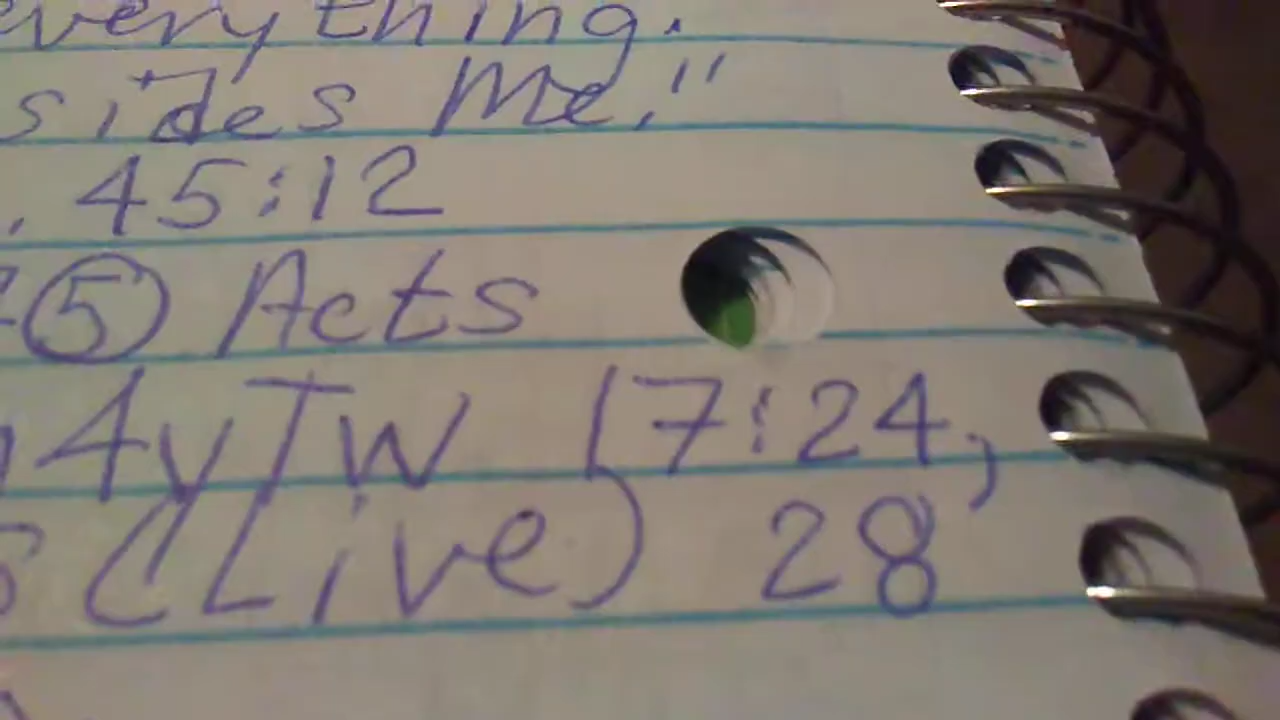 everything.
sides Me."
. 45:12
⑤ Acts
4yTw 17:24,
(Live) 28